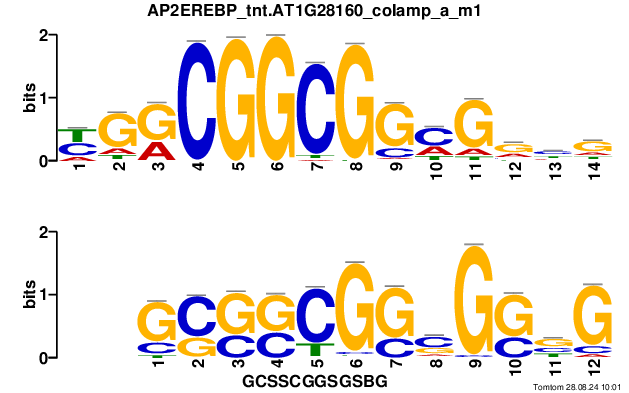 AP2EREBP_tnt.AT1G28160_colamp_a_m1
2
1
0
bits
1 2 3 4 5 6 7 8 9 10 11 12 13 14
2
1
0
bits
1 2 3 4 5 6 7 8 9 10 11 12
GCSSCGGSGSBG
Tomtom 28.08.24 10:01